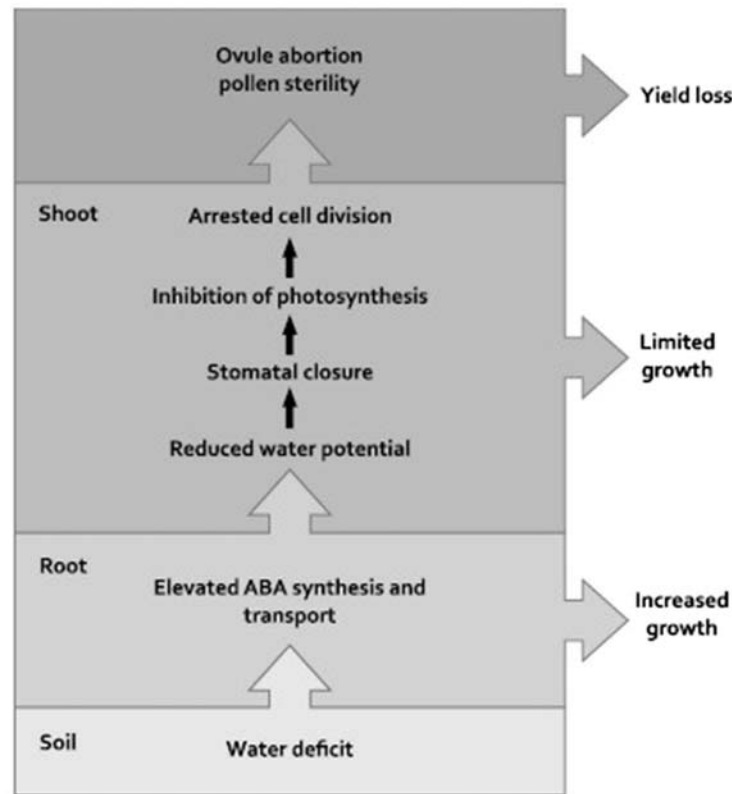 Ovule abortion
pollen sterility
Yield loss
Shoot
Arrested cell division
Inhibition of photosynthesis
Stomatal closure
Limited
growth
Reduced water potential
Root
Elevated ABA synthesis and
transport
Increased
growth
Soil
Water deficit